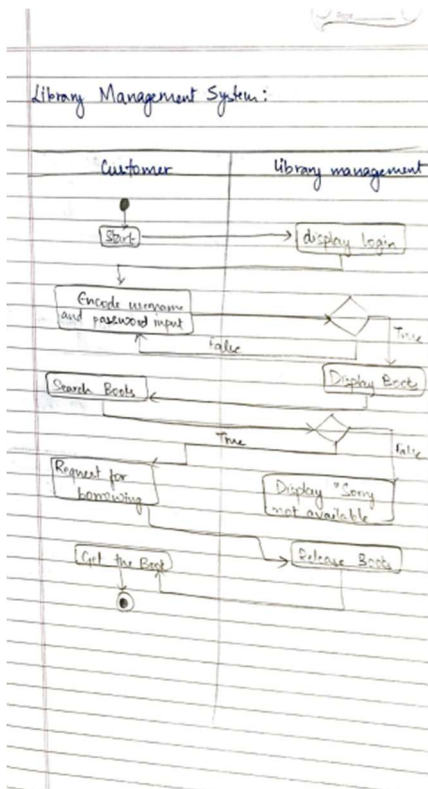 Library Management System:
Customer
Library management
Start
display login
Encode username
and password input
True
False
Display Books
Search Books
True
False
Request for
borrowing
Display "Sorry
not available
Get the Book
Release Books